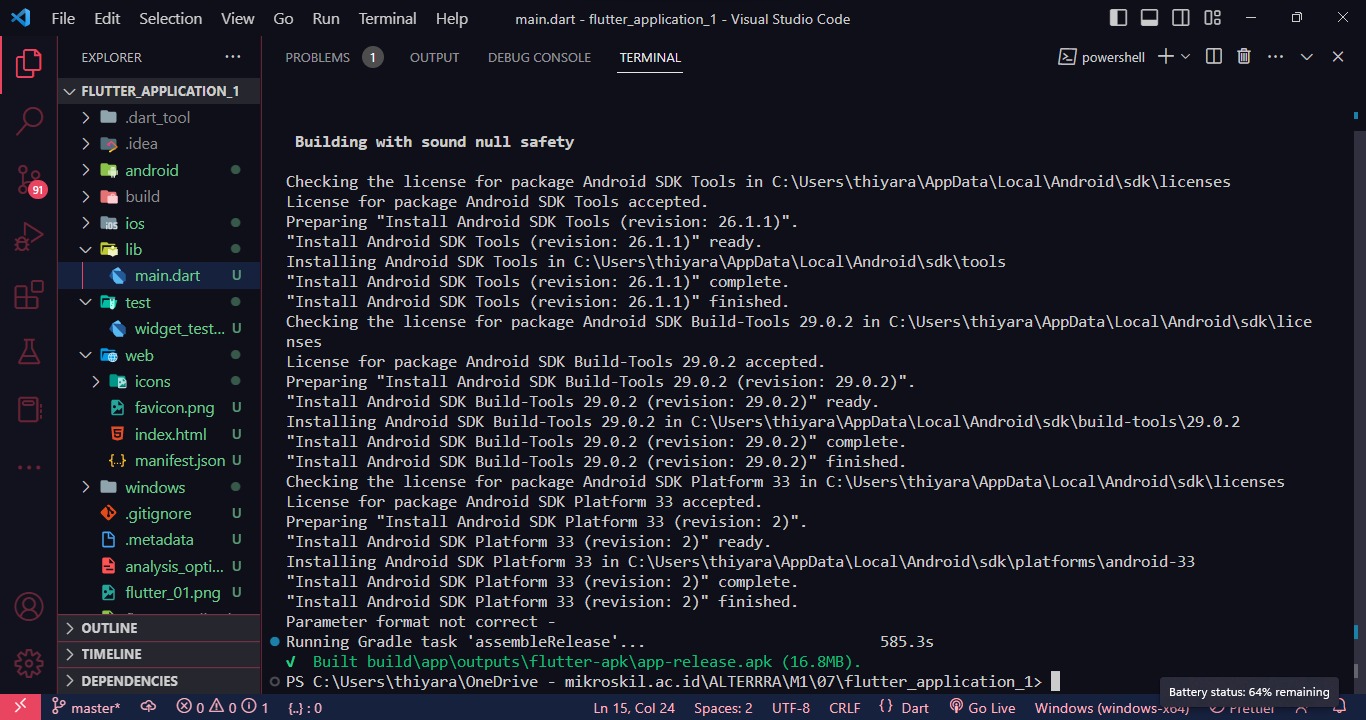 File Edit Selection View Go Run Terminal Help main.dart - flutter_application_1 - Visual Studio Code
EXPLORER
PROBLEMS 1 OUTPUT DEBUG CONSOLE TERMINAL powershell
FLUTTER_APPLICATION_1
.dart_tool
.idea
android
build
ios
lib
main.dart U
test
widget_test... U
web
icons
favicon.png U
index.html U
manifest.json U
windows
.gitignore U
.metadata U
analysis_opti... U
flutter_01.png U
OUTLINE
TIMELINE
DEPENDENCIES
91
Building with sound null safety
Checking the license for package Android SDK Tools in C:\Users\thiyara\AppData\Local\Android\sdk\licenses
License for package Android SDK Tools accepted.
Preparing "Install Android SDK Tools (revision: 26.1.1)".
"Install Android SDK Tools (revision: 26.1.1)" ready.
Installing Android SDK Tools in C:\Users\thiyara\AppData\Local\Android\sdk\tools
"Install Android SDK Tools (revision: 26.1.1)" complete.
"Install Android SDK Tools (revision: 26.1.1)" finished.
Checking the license for package Android SDK Build-Tools 29.0.2 in C:\Users\thiyara\AppData\Local\Android\sdk\lice
nses
License for package Android SDK Build-Tools 29.0.2 accepted.
Preparing "Install Android SDK Build-Tools 29.0.2 (revision: 29.0.2)".
"Install Android SDK Build-Tools 29.0.2 (revision: 29.0.2)" ready.
Installing Android SDK Build-Tools 29.0.2 in C:\Users\thiyara\AppData\Local\Android\sdk\build-tools\29.0.2
"Install Android SDK Build-Tools 29.0.2 (revision: 29.0.2)" complete.
"Install Android SDK Build-Tools 29.0.2 (revision: 29.0.2)" finished.
Checking the license for package Android SDK Platform 33 in C:\Users\thiyara\AppData\Local\Android\sdk\licenses
License for package Android SDK Platform 33 accepted.
Preparing "Install Android SDK Platform 33 (revision: 2)".
"Install Android SDK Platform 33 (revision: 2)" ready.
Installing Android SDK Platform 33 in C:\Users\thiyara\AppData\Local\Android\sdk\platforms\android-33
"Install Android SDK Platform 33 (revision: 2)" complete.
"Install Android SDK Platform 33 (revision: 2)" finished.
Parameter format not correct -
Running Gradle task 'assembleRelease'... 585.3s
√ Built build\app\outputs\flutter-apk\app-release.apk (16.8MB).
PS C:\Users\thiyara\OneDrive - mikroskil.ac.id\ALTERRRA\M1\07\flutter_application_1>
Battery status: 64% remaining
master* 0 0 1 {..} : 0 Ln 15, Col 24 Spaces: 2 UTF-8 CRLF { } Dart Go Live Windows (windows-x64) Prettier